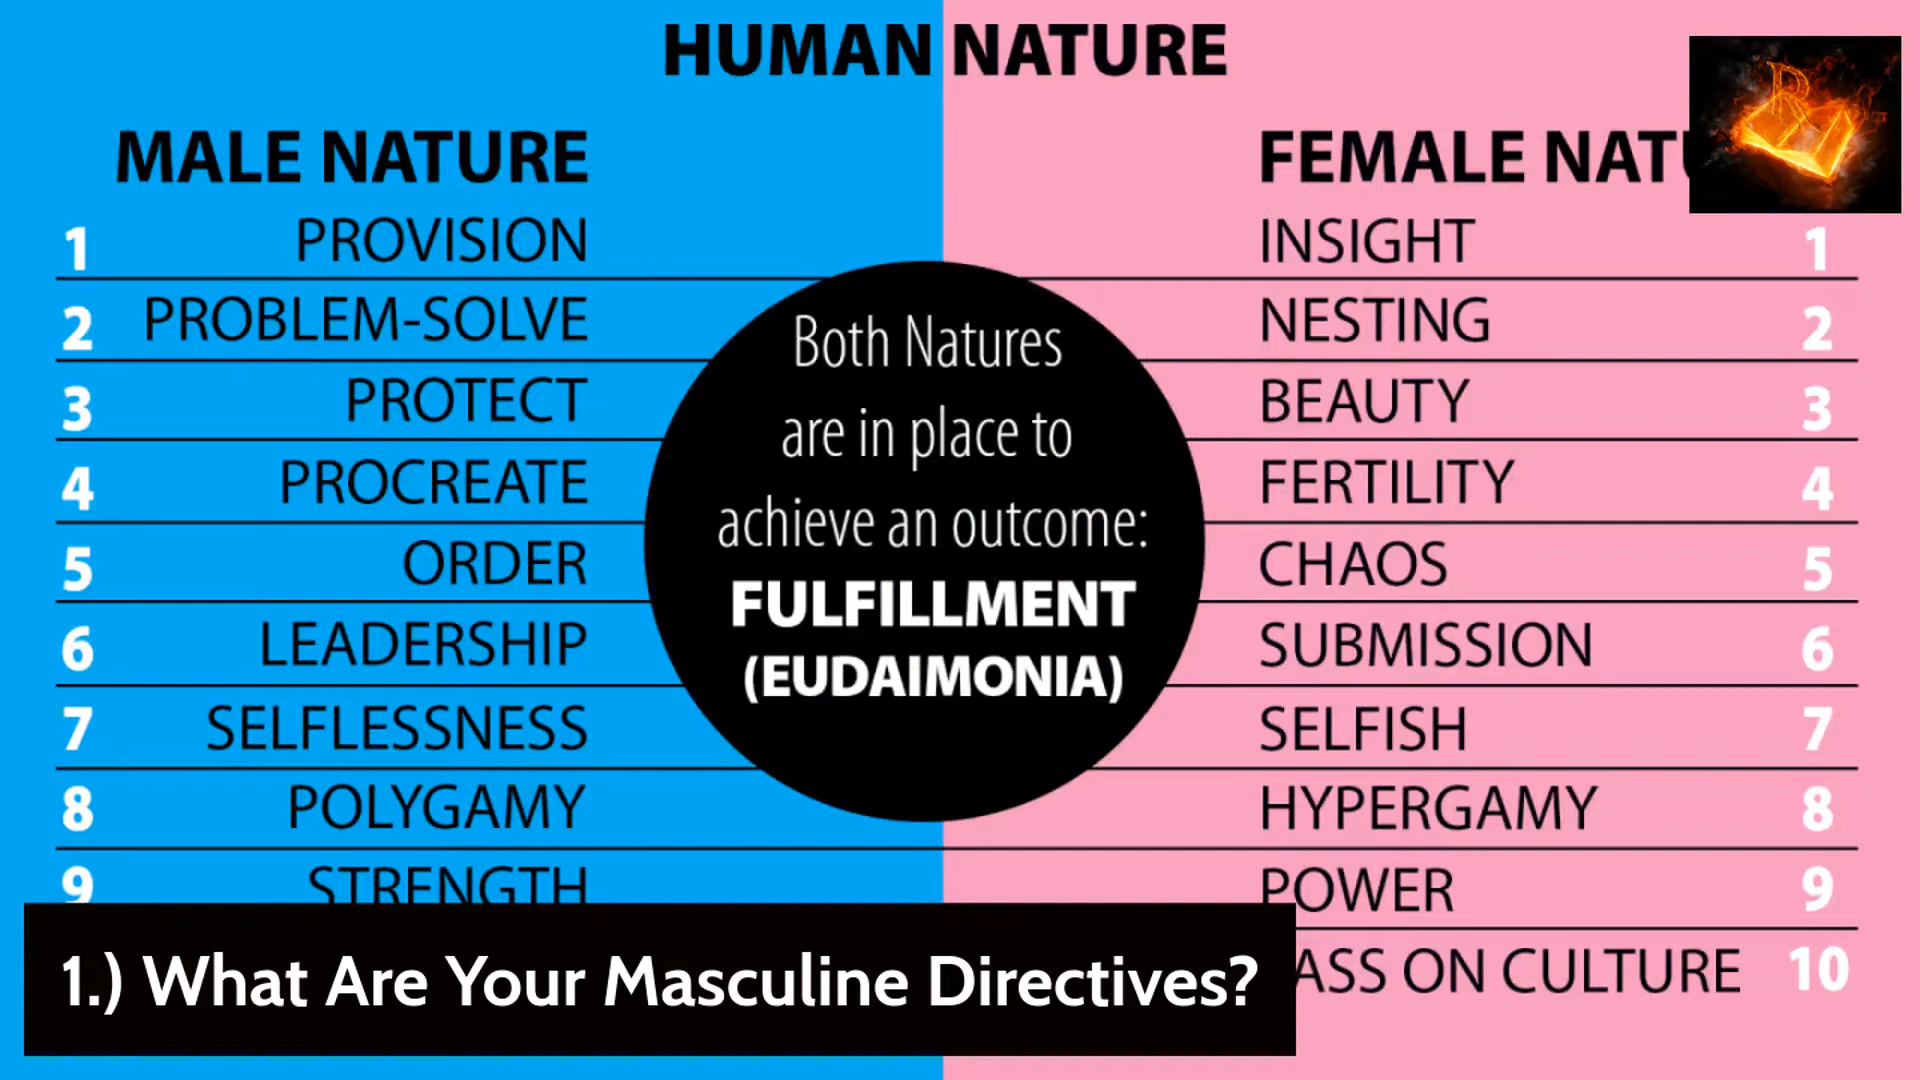 HUMAN NATURE
MALE NATURE
1 PROVISION
2 PROBLEM-SOLVE
3 PROTECT
4 PROCREATE
5 ORDER
6 LEADERSHIP
7 SELFLESSNESS
8 POLYGAMY
9 STRENGTH
Both Natures
are in place to
achieve an outcome:
FULFILLMENT
(EUDAIMONIA)
FEMALE NAT
INSIGHT 1
NESTING 2
BEAUTY 3
FERTILITY 4
CHAOS 5
SUBMISSION 6
SELFISH 7
HYPERGAMY 8
POWER 9
ASS ON CULTURE 10
R
1.) What Are Your Masculine Directives?